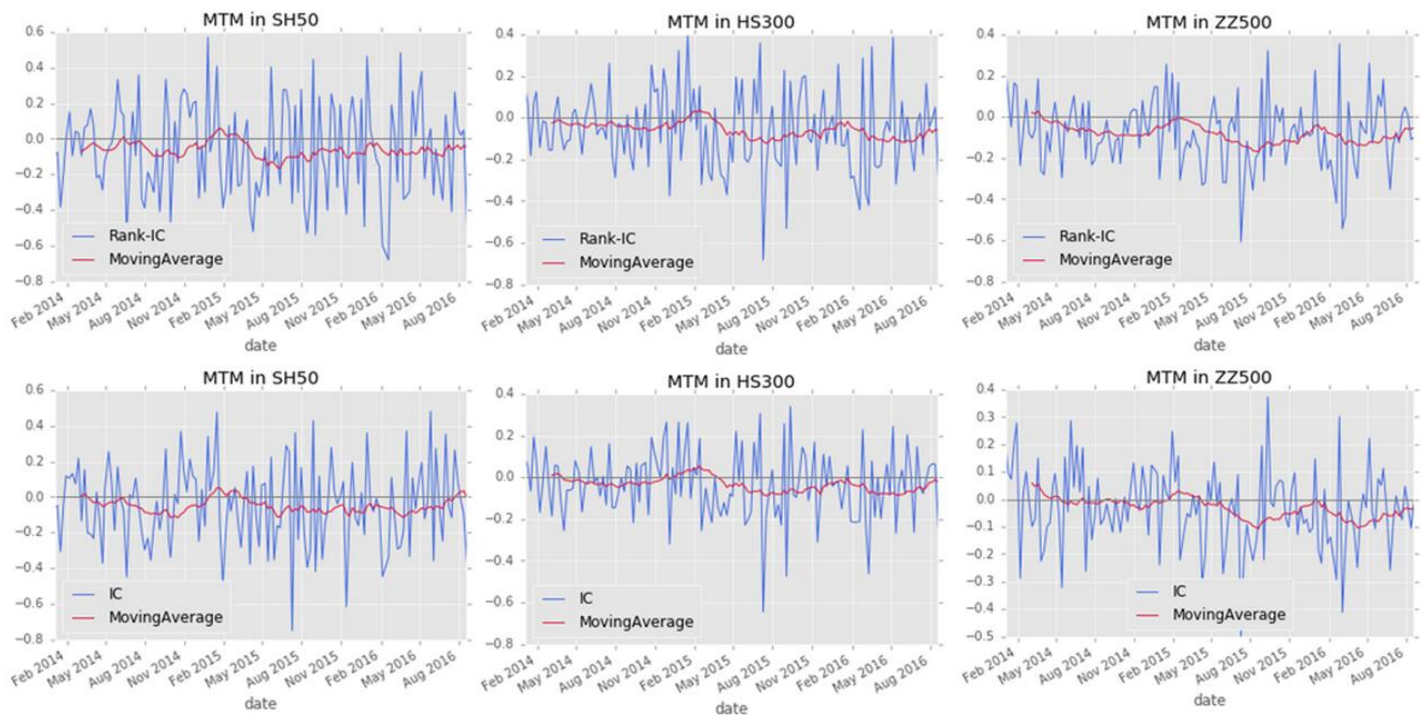 MTM in SH50
0.6
0.4
0.2
0.0
−0.2
−0.4
−0.6
−0.8
Rank-IC
MovingAverage
Feb 2014
May 2014
Aug 2014
Nov 2014
Feb 2015
May 2015
Aug 2015
Nov 2015
Feb 2016
May 2016
Aug 2016
date
MTM in HS300
0.4
0.2
0.0
−0.2
−0.4
−0.6
−0.8
Rank-IC
MovingAverage
Feb 2014
May 2014
Aug 2014
Nov 2014
Feb 2015
May 2015
Aug 2015
Nov 2015
Feb 2016
May 2016
Aug 2016
date
MTM in ZZ500
0.4
0.2
0.0
−0.2
−0.4
−0.6
−0.8
Rank-IC
MovingAverage
Feb 2014
May 2014
Aug 2014
Nov 2014
Feb 2015
May 2015
Aug 2015
Nov 2015
Feb 2016
May 2016
Aug 2016
date
MTM in SH50
0.6
0.4
0.2
0.0
−0.2
−0.4
−0.6
−0.8
IC
MovingAverage
Feb 2014
May 2014
Aug 2014
Nov 2014
Feb 2015
May 2015
Aug 2015
Nov 2015
Feb 2016
May 2016
Aug 2016
date
MTM in HS300
0.4
0.2
0.0
−0.2
−0.4
−0.6
−0.8
IC
MovingAverage
Feb 2014
May 2014
Aug 2014
Nov 2014
Feb 2015
May 2015
Aug 2015
Nov 2015
Feb 2016
May 2016
Aug 2016
date
MTM in ZZ500
0.4
0.3
0.2
0.1
0.0
−0.1
−0.2
−0.3
−0.4
−0.5
IC
MovingAverage
Feb 2014
May 2014
Aug 2014
Nov 2014
Feb 2015
May 2015
Aug 2015
Nov 2015
Feb 2016
May 2016
Aug 2016
date